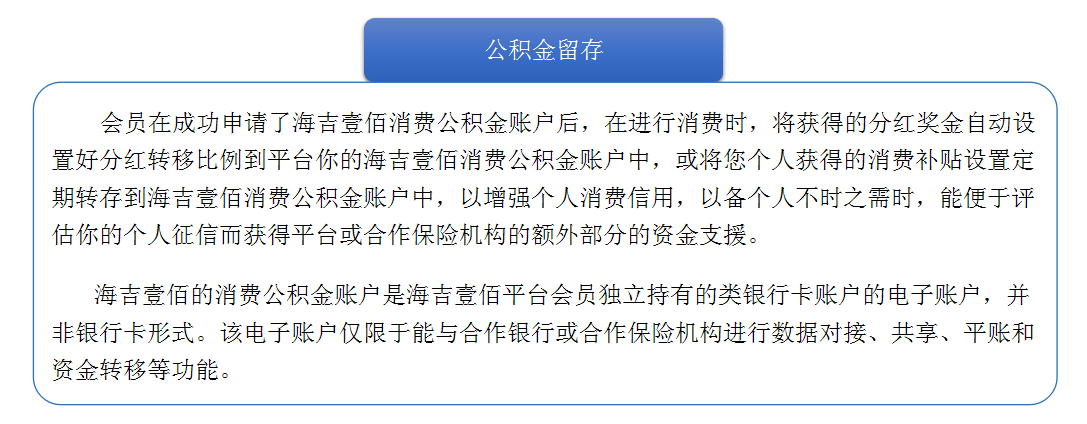 公积金留存
会员在成功申请了海吉壹佰消费公积金账户后，在进行消费时，将获得的分红奖金自动设
置好分红转移比例到平台你的海吉壹佰消费公积金账户中，或将您个人获得的消费补贴设置定
期转存到海吉壹佰消费公积金账户中，以增强个人消费信用，以备个人不时之需时，能便于评
估你的个人征信而获得平台或合作保险机构的额外部分的资金支援。
海吉壹佰的消费公积金账户是海吉壹佰平台会员独立持有的类银行卡账户的电子账户，并
非银行卡形式。该电子账户仅限于能与合作银行或合作保险机构进行数据对接、共享、平账和
资金转移等功能。